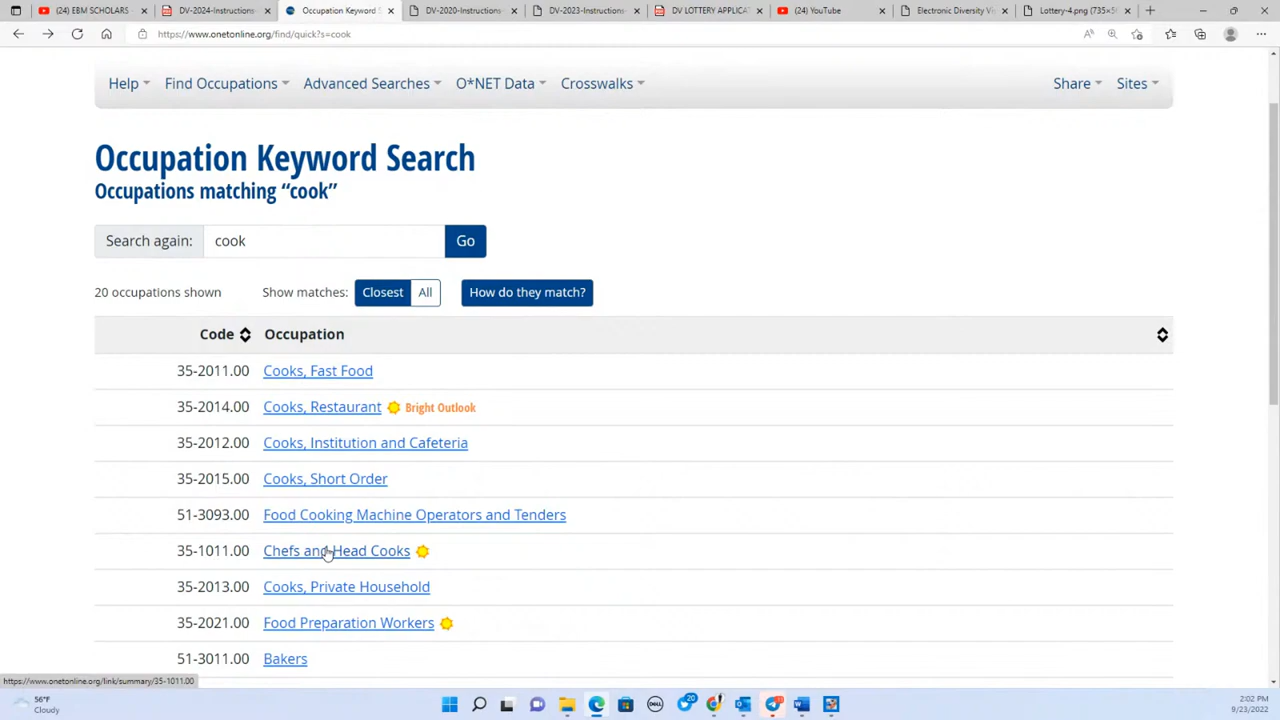 (24) EBM SCHOLARS -
DV-2024-Instructions
Occupation Keyword S
DV-2020-Instructions-
DV-2023-Instructions-
DV LOTTERY APPLICAT
(24) YouTube
Electronic Diversity Vi
Lottery-4.png (735×5
https://www.onetonline.org/find/quick?s=cook
Help
Find Occupations
Advanced Searches
O*NET Data
Crosswalks
Share
Sites
Occupation Keyword Search
Occupations matching “cook”
Search again:
cook
Go
20 occupations shown
Show matches:
Closest
All
How do they match?
Code
Occupation
35-2011.00 Cooks, Fast Food
35-2014.00 Cooks, Restaurant Bright Outlook
35-2012.00 Cooks, Institution and Cafeteria
35-2015.00 Cooks, Short Order
51-3093.00 Food Cooking Machine Operators and Tenders
35-1011.00 Chefs and Head Cooks
35-2013.00 Cooks, Private Household
35-2021.00 Food Preparation Workers
51-3011.00 Bakers
https://www.onetonline.org/link/summary/35-1011.00
56°F
Cloudy
DELL
20
2:02 PM
9/23/2022